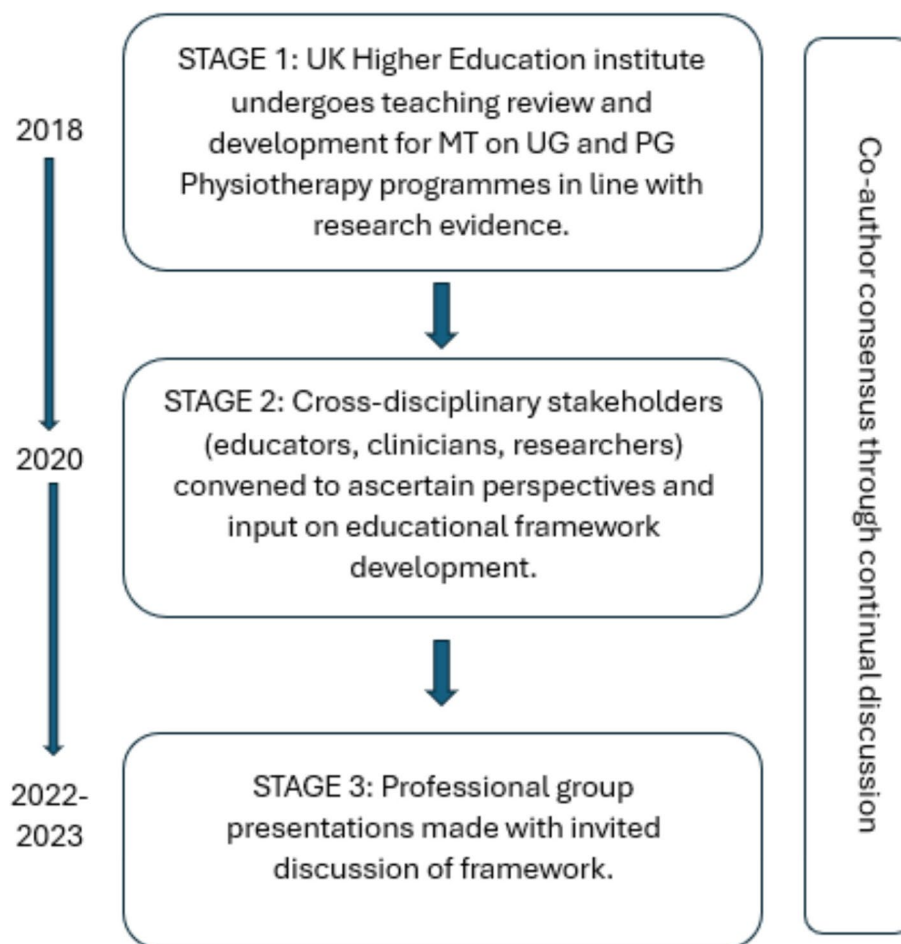 2018
STAGE 1: UK Higher Education institute
undergoes teaching review and
development for MT on UG and PG
Physiotherapy programmes in line with
research evidence.
2020
STAGE 2: Cross-disciplinary stakeholders
(educators, clinicians, researchers)
convened to ascertain perspectives and
input on educational framework
development.
2022-
2023
STAGE 3: Professional group
presentations made with invited
discussion of framework.
Co-author consensus through continual discussion